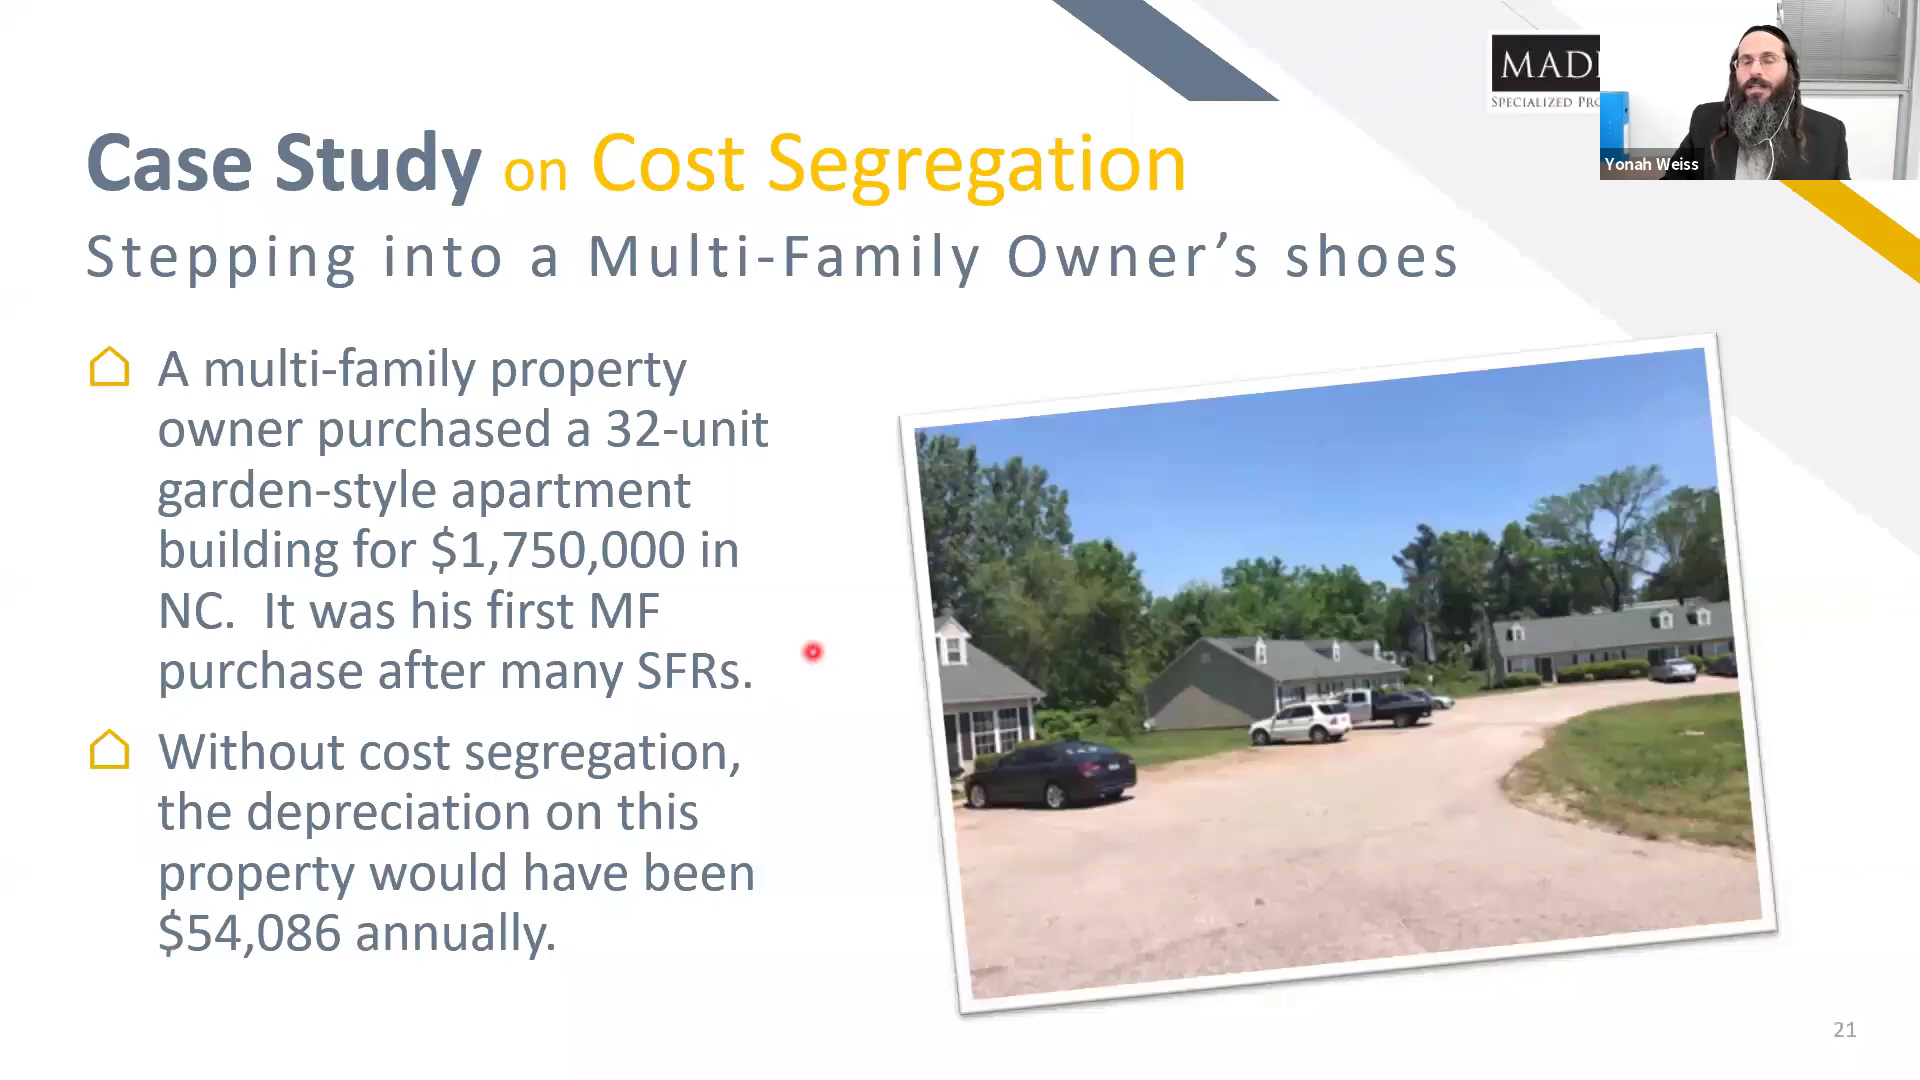 MAD
SPECIALIZED
Yonah Weiss
Case Study on Cost Segregation
Stepping into a Multi-Family Owner’s shoes
A multi-family property
owner purchased a 32-unit
garden-style apartment
building for $1,750,000 in
NC. It was his first MF
purchase after many SFRs.
Without cost segregation,
the depreciation on this
property would have been
$54,086 annually.
21